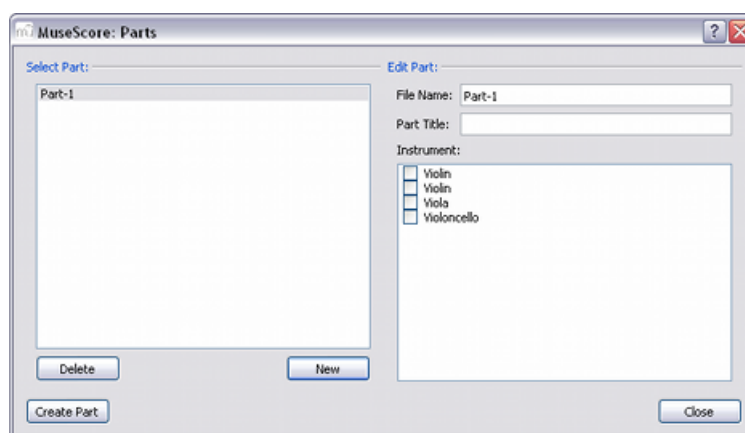 MuseScore: Parts
Select Part:
Part-1
Delete
New
Create Part
Edit Part:
File Name: Part-1
Part Title:
Instrument:
Violin
Violin
Viola
Violoncello
Close